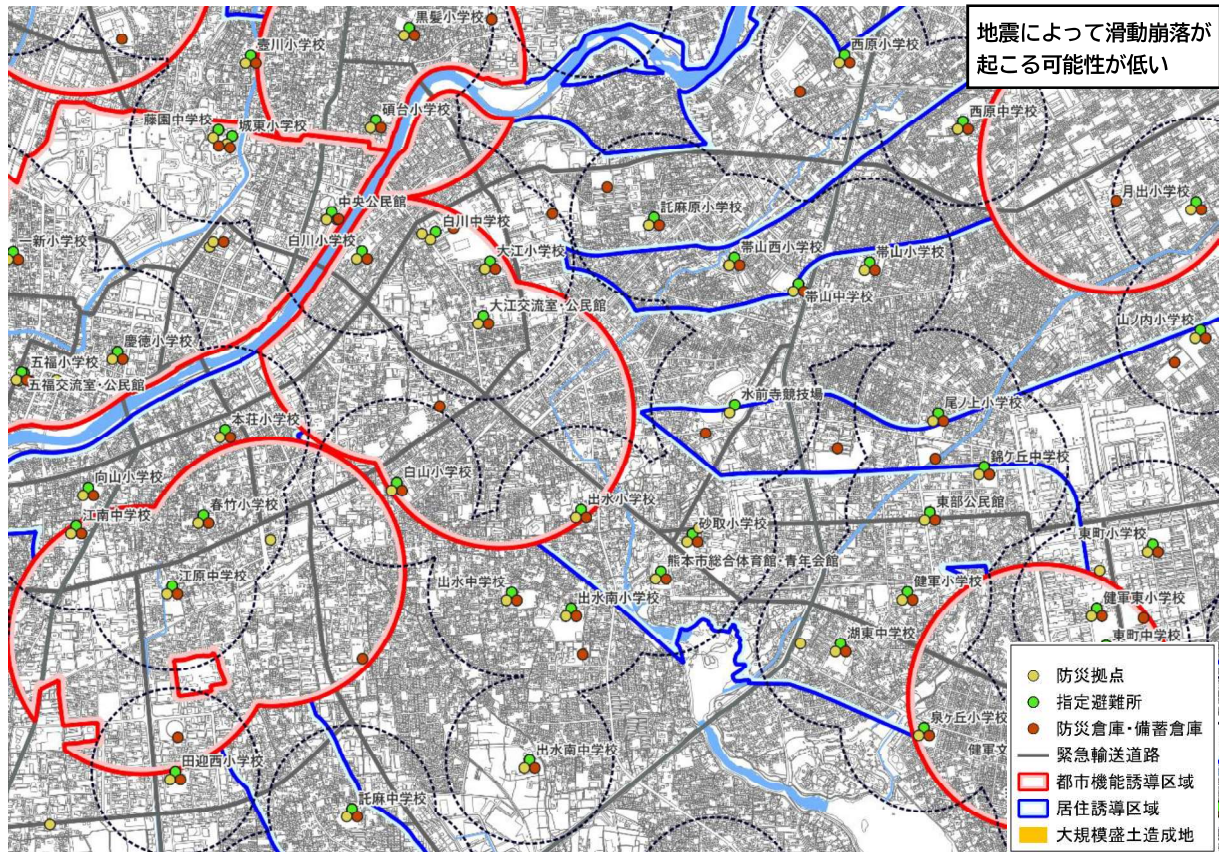 地震によって滑動崩落が
起こる可能性が低い
黒髪小学校
西原小学校
壺川小学校
碩台小学校
藤園中学校
城東小学校
西原中学校
月出小学校
中央公民館
白川中学校
託麻原小学校
新小学校
白川小学校
大江小学校
帯山西小学校
帯山小学校
帯山中学校
大江交流室・公民館
山ノ内小学校
慶徳小学校
五福小学校
五福交流室・公民館
水前寺競技場
尾ノ上小学校
本荘小学校
錦ケ丘中学校
向山小学校
白山小学校
春竹小学校
出水小学校
東部公民館
江南中学校
砂取小学校
東町小学校
熊本市総合体育館・青年会館
江原中学校
出水中学校
健軍小学校
出水南小学校
健軍東小学校
湖東中学校
東町中学校
泉ヶ丘小学校
健軍文
出水南中学校
田迎西小学校
託麻中学校
防災拠点
指定避難所
防災倉庫・備蓄倉庫
緊急輸送道路
都市機能誘導区域
居住誘導区域
大規模盛土造成地